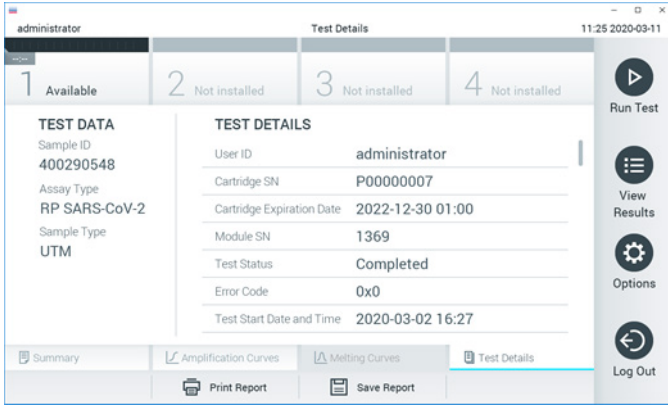 administrator Test Details 11:25 2020-03-11
--:--
1 Available 2 Not installed 3 Not installed 4 Not installed
Run Test
TEST DATA
Sample ID
400290548
Assay Type
RP SARS-CoV-2
Sample Type
UTM
TEST DETAILS
User ID administrator
Cartridge SN P00000007
Cartridge Expiration Date 2022-12-30 01:00
Module SN 1369
Test Status Completed
Error Code 0x0
Test Start Date and Time 2020-03-02 16:27
View
Results
Options
Log Out
Summary Amplification Curves Melting Curves Test Details
Print Report Save Report